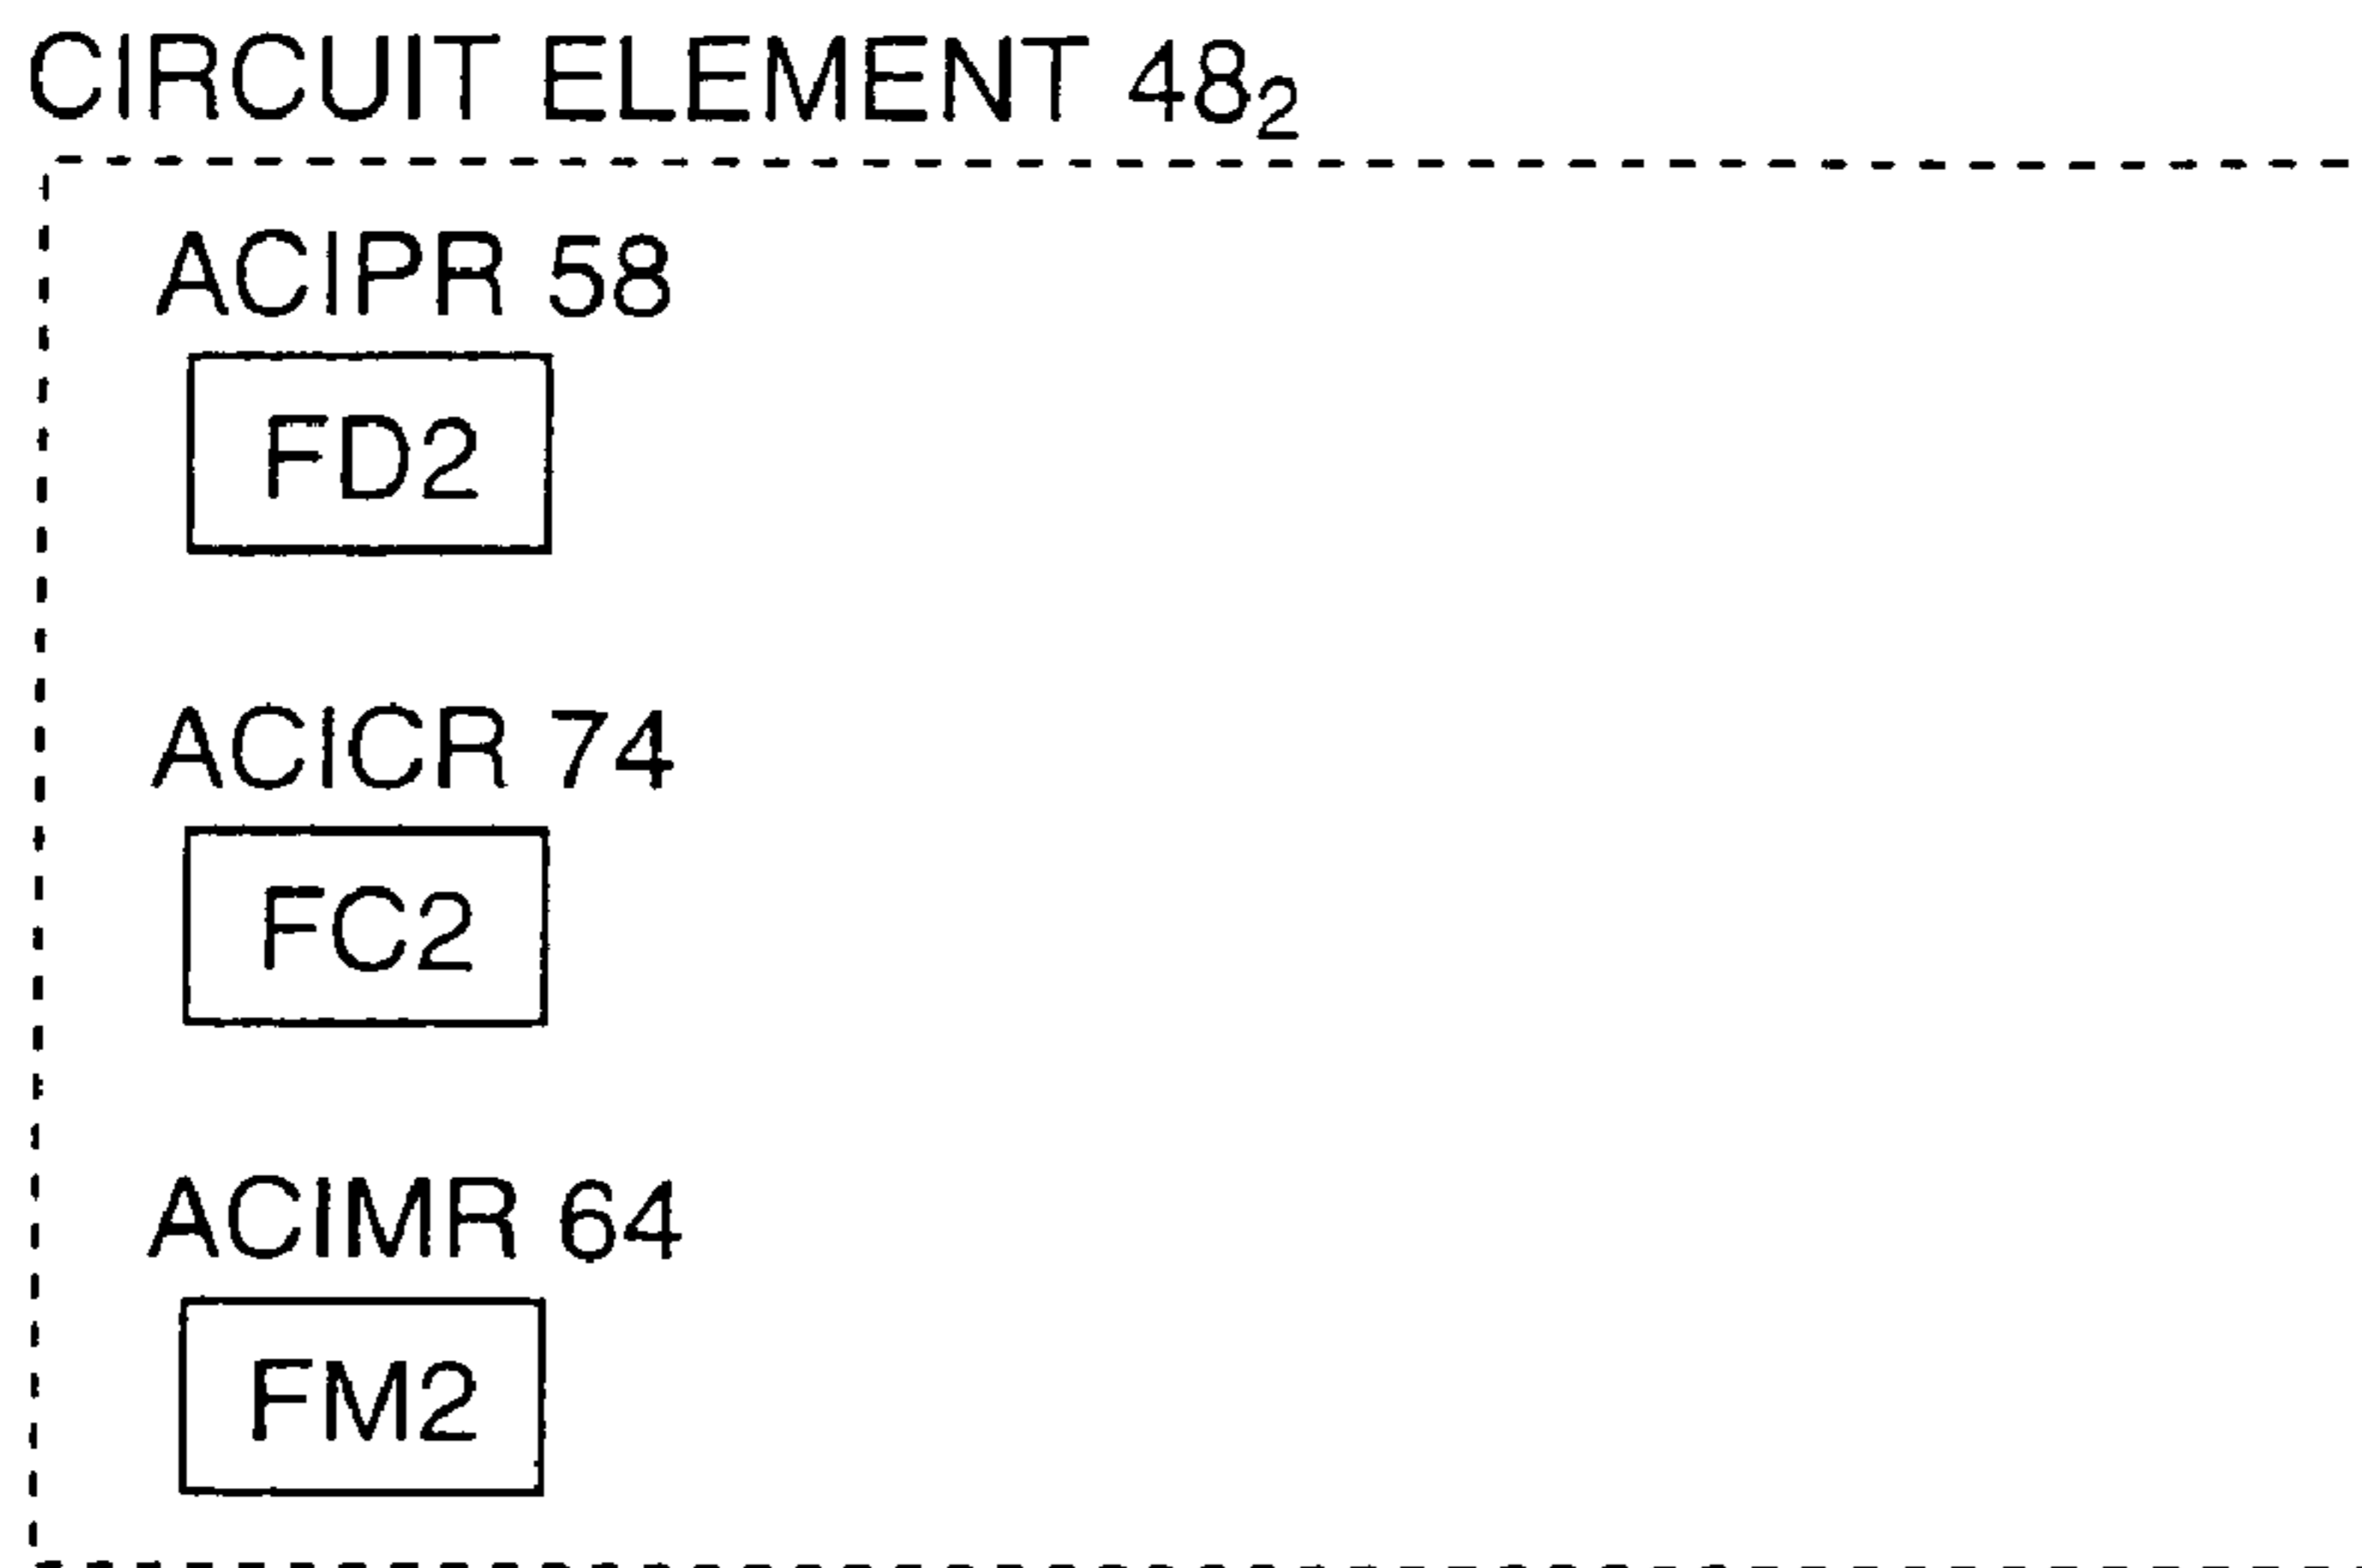 CIRCUIT ELEMENT 48₂
ACIPR 58
FD2
ACICR 74
FC2
ACIMR 64
FM2